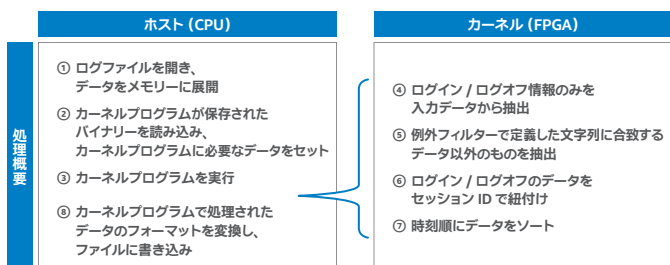 ホスト（CPU）
カーネル（FPGA）
処理概要
① ログファイルを開き、
データをメモリーに展開
② カーネルプログラムが保存された
バイナリーを読み込み、
カーネルプログラムに必要なデータをセット
③ カーネルプログラムを実行
⑧ カーネルプログラムで処理された
データのフォーマットを変換し、
ファイルに書き込み
④ ログイン / ログオフ情報のみを
入力データから抽出
⑤ 例外フィルターで定義した文字列に合致する
データ以外のものを抽出
⑥ ログイン / ログオフのデータを
セッション ID で紐付け
⑦ 時刻順にデータをソート